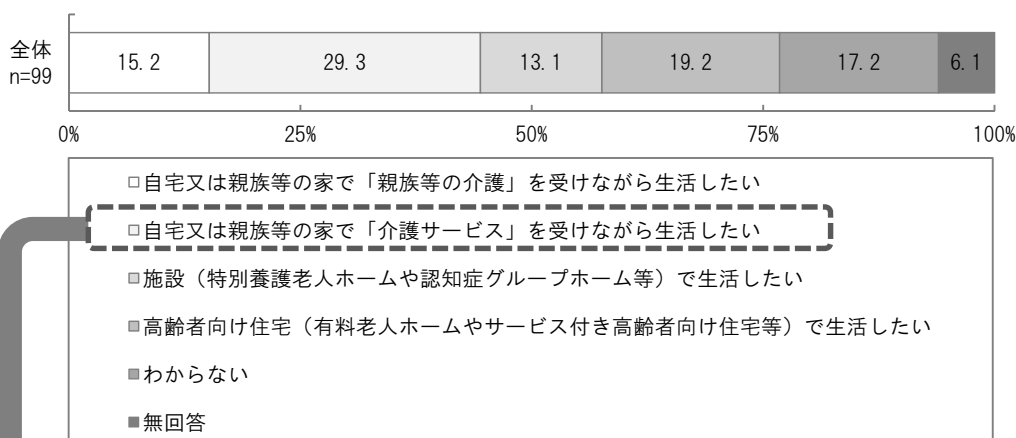 全体
n=99
15.2 29.3 13.1 19.2 17.2 6.1
0% 25% 50% 75% 100%
□自宅又は親族等の家で「親族等の介護」を受けながら生活したい
□自宅又は親族等の家で「介護サービス」を受けながら生活したい
■施設（特別養護老人ホームや認知症グループホーム等）で生活したい
■高齢者向け住宅（有料老人ホームやサービス付き高齢者向け住宅等）で生活したい
■わからない
■無回答